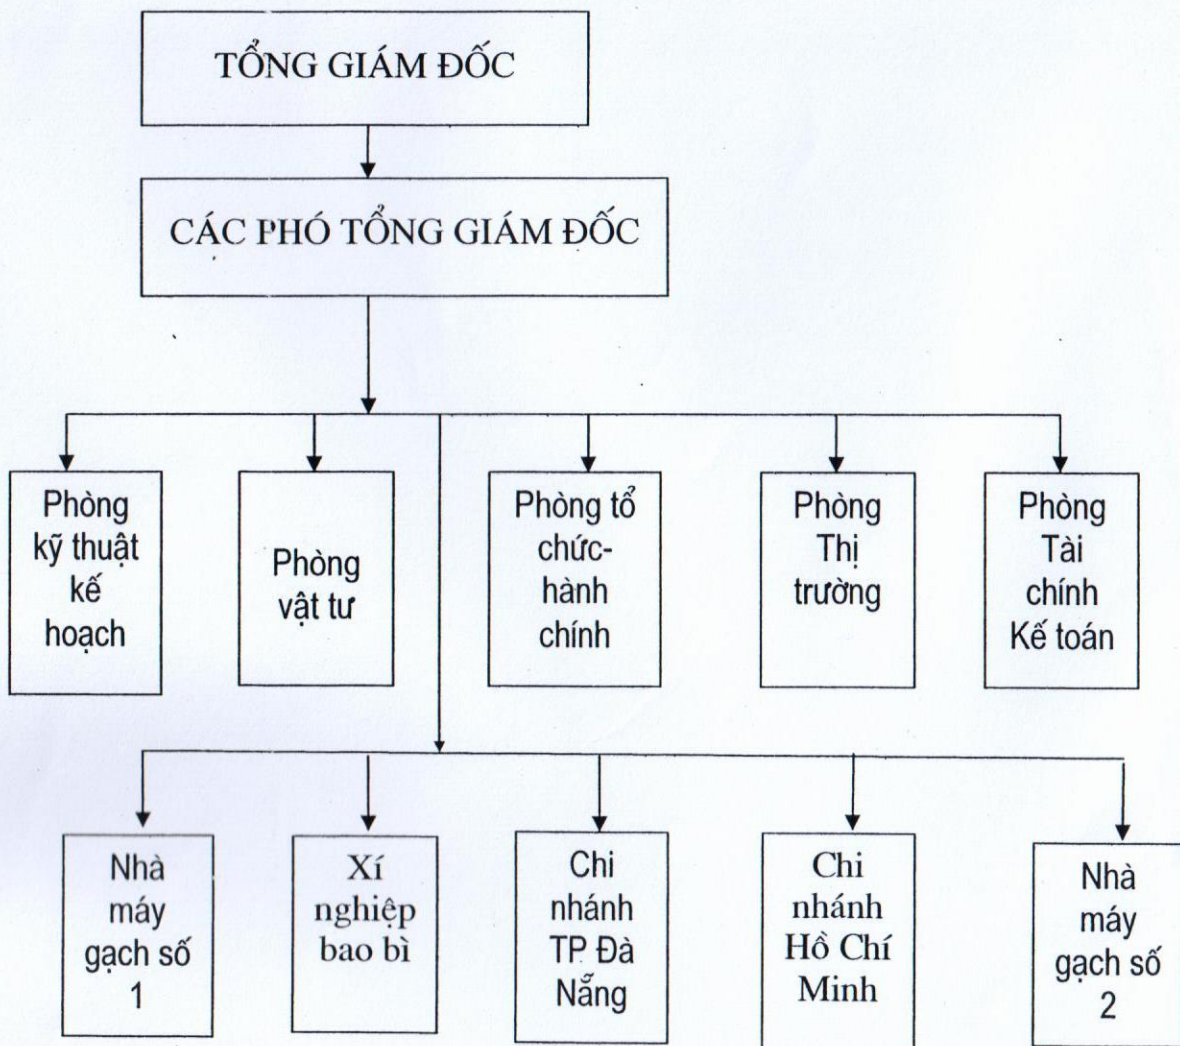 TỔNG GIÁM ĐỐC
CÁC PHÓ TỔNG GIÁM ĐỐC
Phòng
kỹ thuật
kế
hoạch
Phòng
vật tư
Phòng tổ
chức-
hành
chính
Phòng
Thị
trường
Phòng
Tài
chính
Kế toán
Nhà
máy
gạch số
1
Xí
nghiệp
bao bì
Chi
nhánh
TP Đà
Nẵng
Chi
nhánh
Hồ Chí
Minh
Nhà
máy
gạch số
2